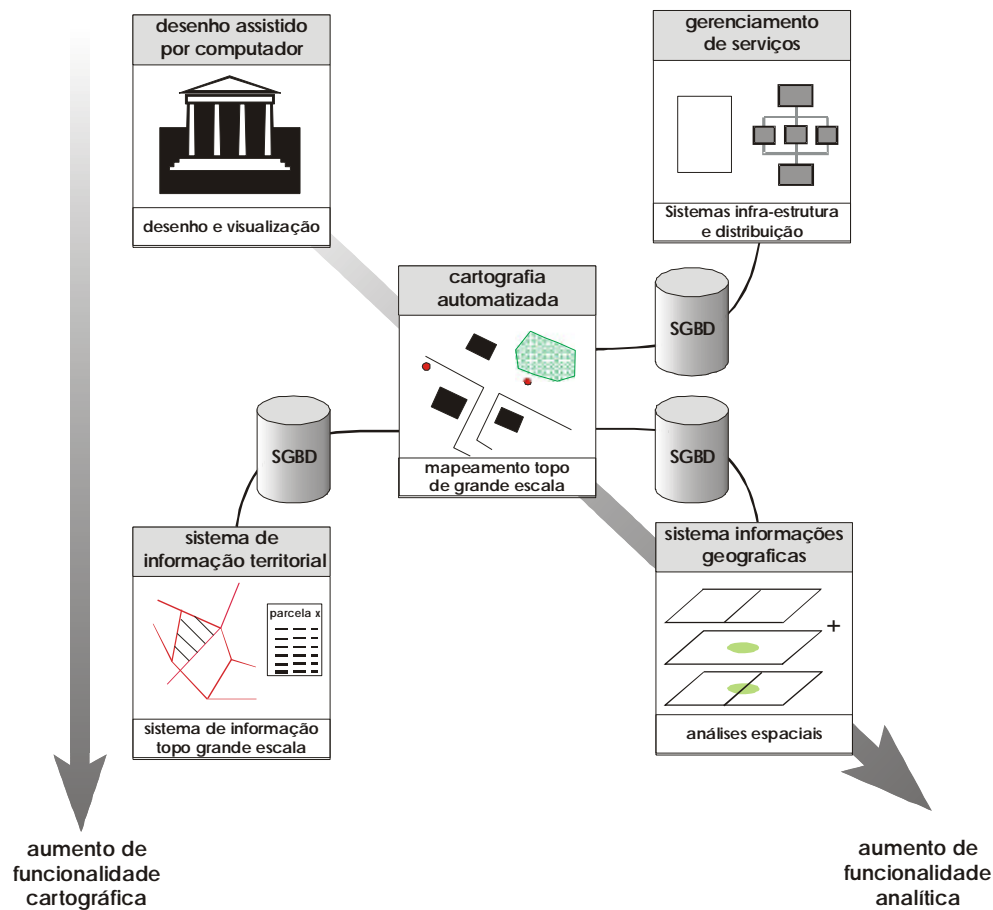 desenho assistido
por computador
desenho e visualização
gerenciamento
de serviços
Sistemas infra-estrutura
e distribuição
cartografia
automatizada
mapeamento topo
de grande escala
SGBD
SGBD
SGBD
sistema de
informação territorial
parcela x
sistema de informação
topo grande escala
sistema informações
geograficas
+
análises espaciais
aumento de
funcionalidade
cartográfica
aumento de
funcionalidade
analítica